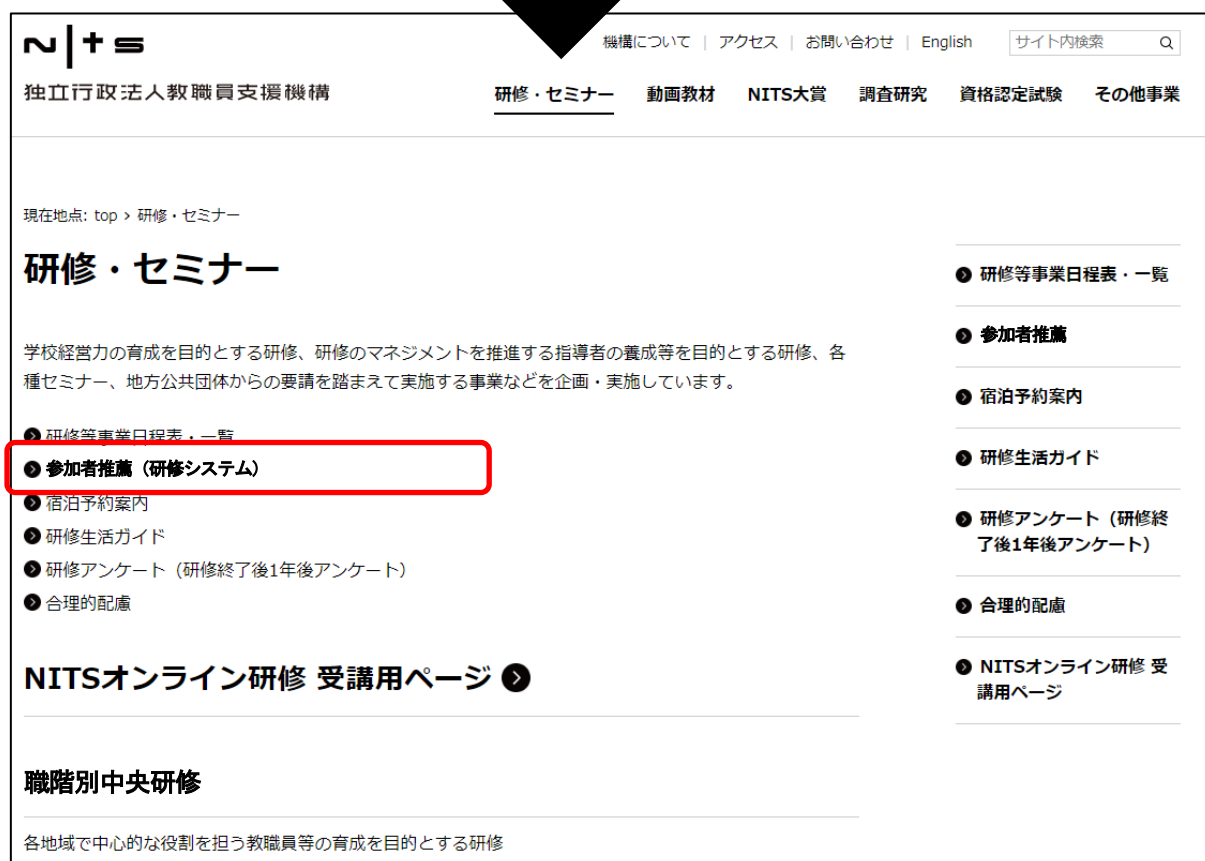 NITS
機構について | アクセス | お問い合わせ | English サイト内検索
独立行政法人教職員支援機構
研修・セミナー 動画教材 NITS大賞 調査研究 資格認定試験 その他事業
現在地点: top › 研修・セミナー
研修・セミナー
学校経営力の育成を目的とする研修、研修のマネジメントを推進する指導者の養成等を目的とする研修、各
種セミナー、地方公共団体からの要請を踏まえて実施する事業などを企画・実施しています。
研修等事業日程表・一覧
参加者推薦（研修システム）
宿泊予約案内
研修生活ガイド
研修アンケート（研修終了後1年後アンケート）
合理的配慮
NITSオンライン研修 受講用ページ
職階別中央研修
各地域で中心的な役割を担う教職員等の育成を目的とする研修
研修等事業日程表・一覧
参加者推薦
宿泊予約案内
研修生活ガイド
研修アンケート（研修終
了後1年後アンケート）
合理的配慮
NITSオンライン研修 受
講用ページ